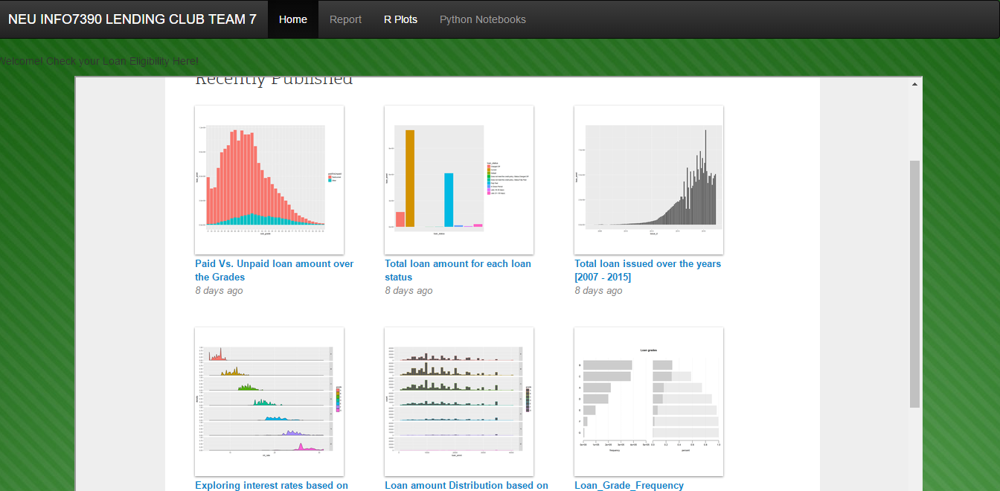 NEU INFO7390 LENDING CLUB TEAM 7 Home Report R Plots Python Notebooks
Welcome! Check your Loan Eligibility Here!
Recently Published
Paid Vs. Unpaid loan amount over
the Grades
8 days ago
Total loan amount for each loan
status
8 days ago
Total loan issued over the years
[2007 - 2015]
8 days ago
Loan grades
frequency
percent
Exploring interest rates based on
Loan amount Distribution based on
Loan_Grade_Frequency